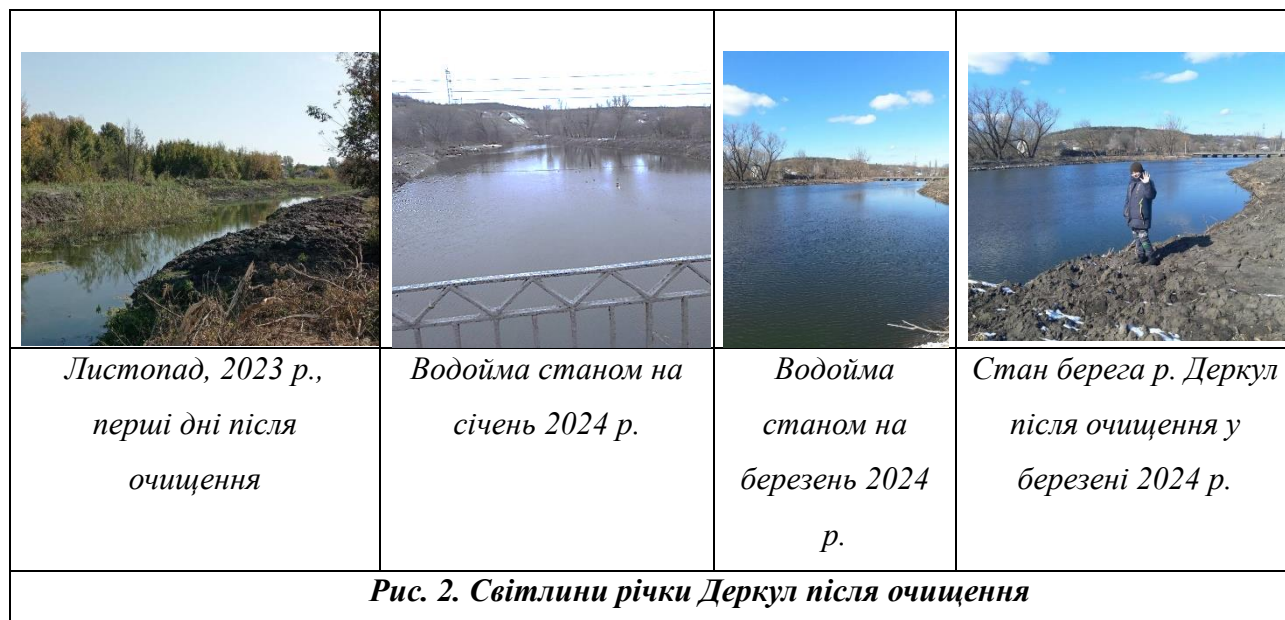 Листопад, 2023 р.,
перші дні після
очищення
Водойма станом на
січень 2024 р.
Водойма
станом на
березень 2024
р.
Стан берега р. Деркул
після очищення у
березені 2024 р.
Рис. 2. Світлини річки Деркул після очищення